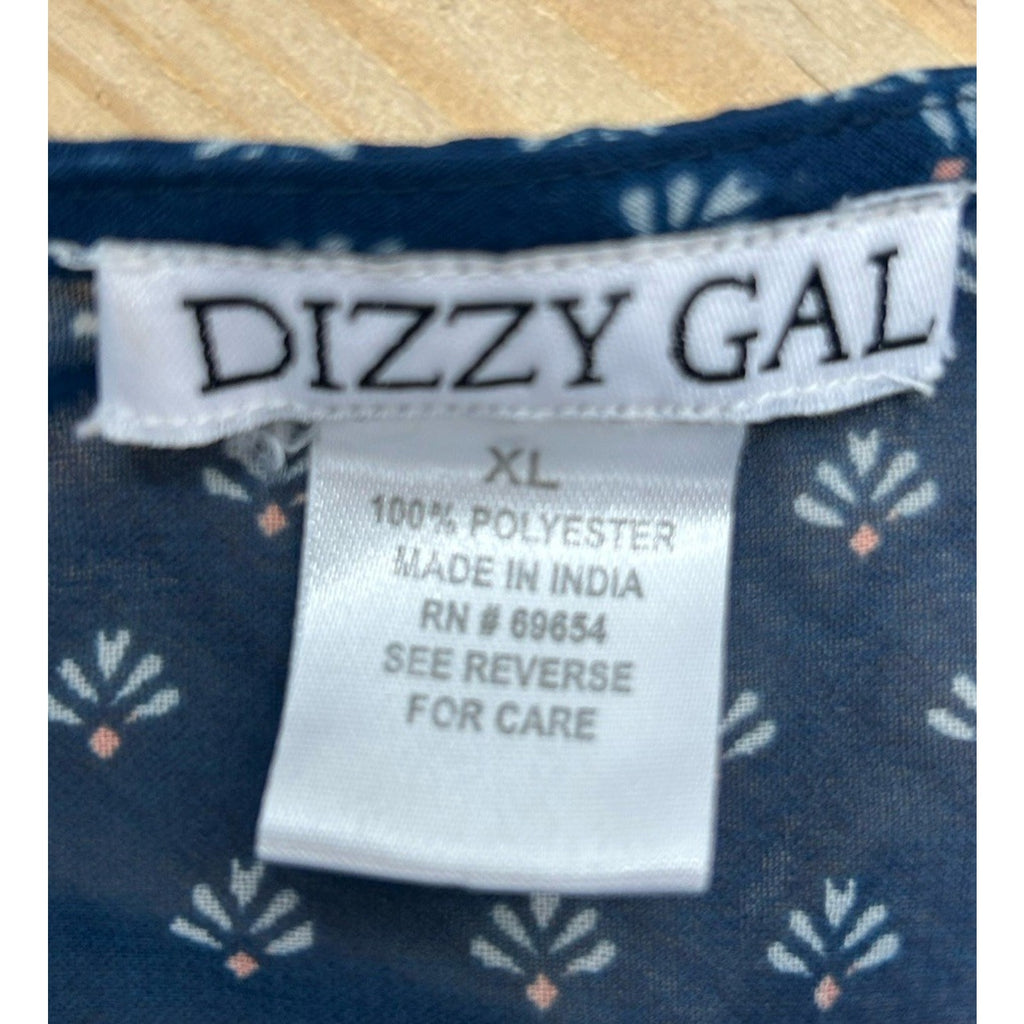 DIZZY GAL
XL
100% POLYESTER
MADE IN INDIA
RN # 69654
SEE REVERSE
FOR CARE